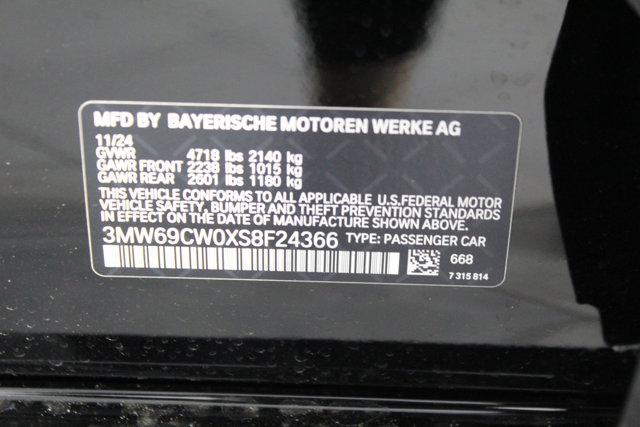 MFD BY BAYERISCHE MOTOREN WERKE AG
11/24
GVWR 4718 lbs 2140 kg
GAWR FRONT 2238 lbs 1015 kg
GAWR REAR 2601 lbs 1180 kg
THIS VEHICLE CONFORMS TO ALL APPLICABLE U.S.FEDERAL MOTOR
VEHICLE SAFETY, BUMPER, AND THEFT PREVENTION STANDARDS
IN EFFECT ON THE DATE OF MANUFACTURE SHOWN ABOVE.
3MW69CW0XS8F24366 TYPE: PASSENGER CAR
668
7 315 814